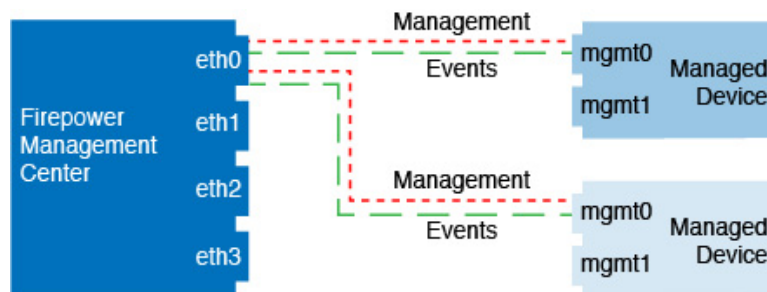 Management
eth0
mgmt0
Managed
Device
Events
mgmt1
Firepower
Management
Center
eth1
Management
eth2
mgmt0
Managed
Device
Events
eth3
mgmt1